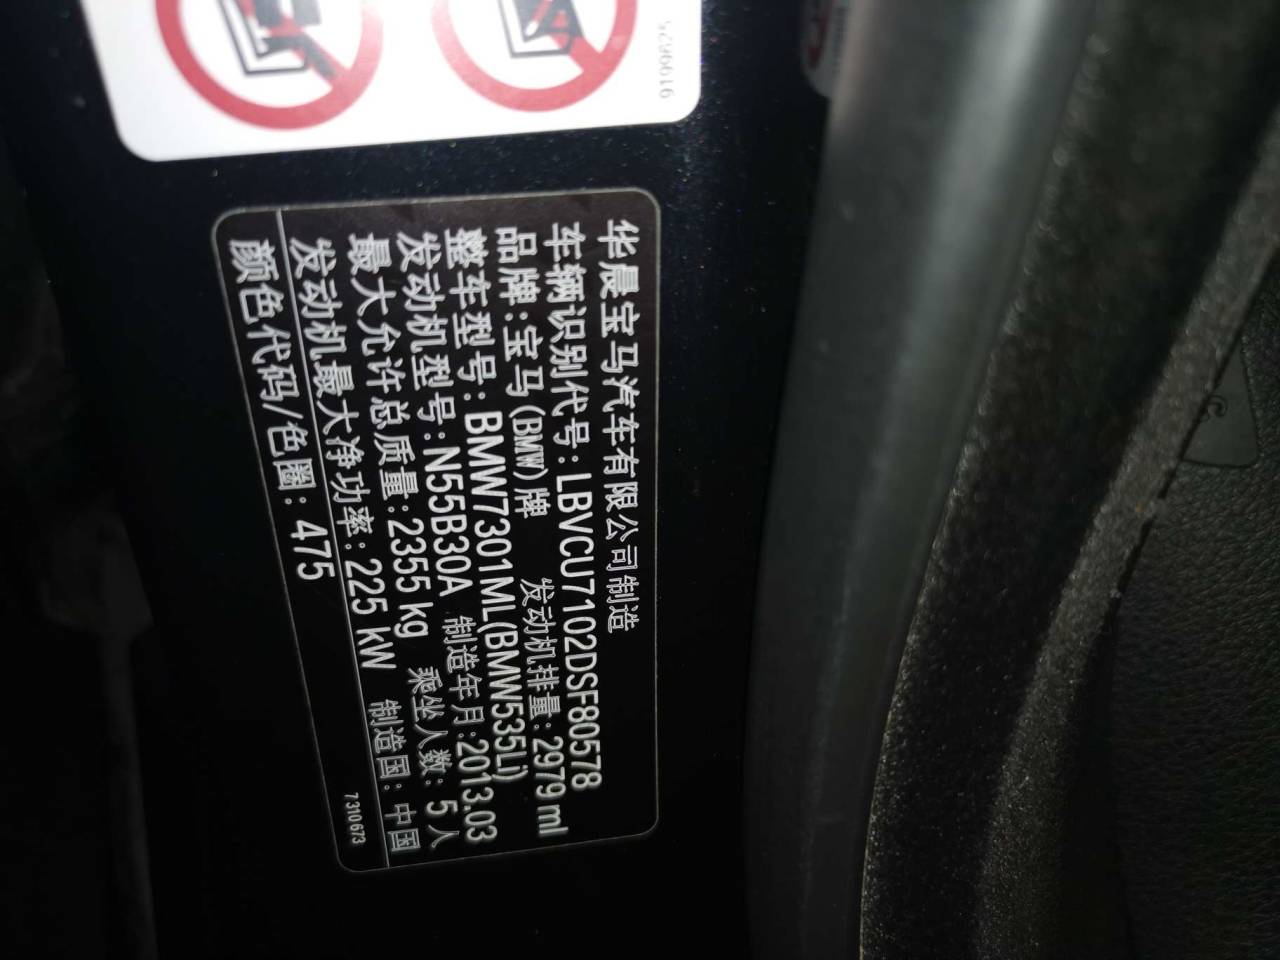 6199625
华晨宝马汽车有限公司制造
车辆识别代号: LBVCU7102DSF80578
品牌: 宝马(BMW)牌 发动机排量: 2979 ml
整车型号: BMW7301ML(BMW535Li)
发动机型号: N55B30A 制造年月: 2013.03
最大允许总质量: 2355 kg 乘坐人数: 5人
发动机最大净功率: 225 kW 制造国: 中国
颜色代码/色圈: 475
7 310 673